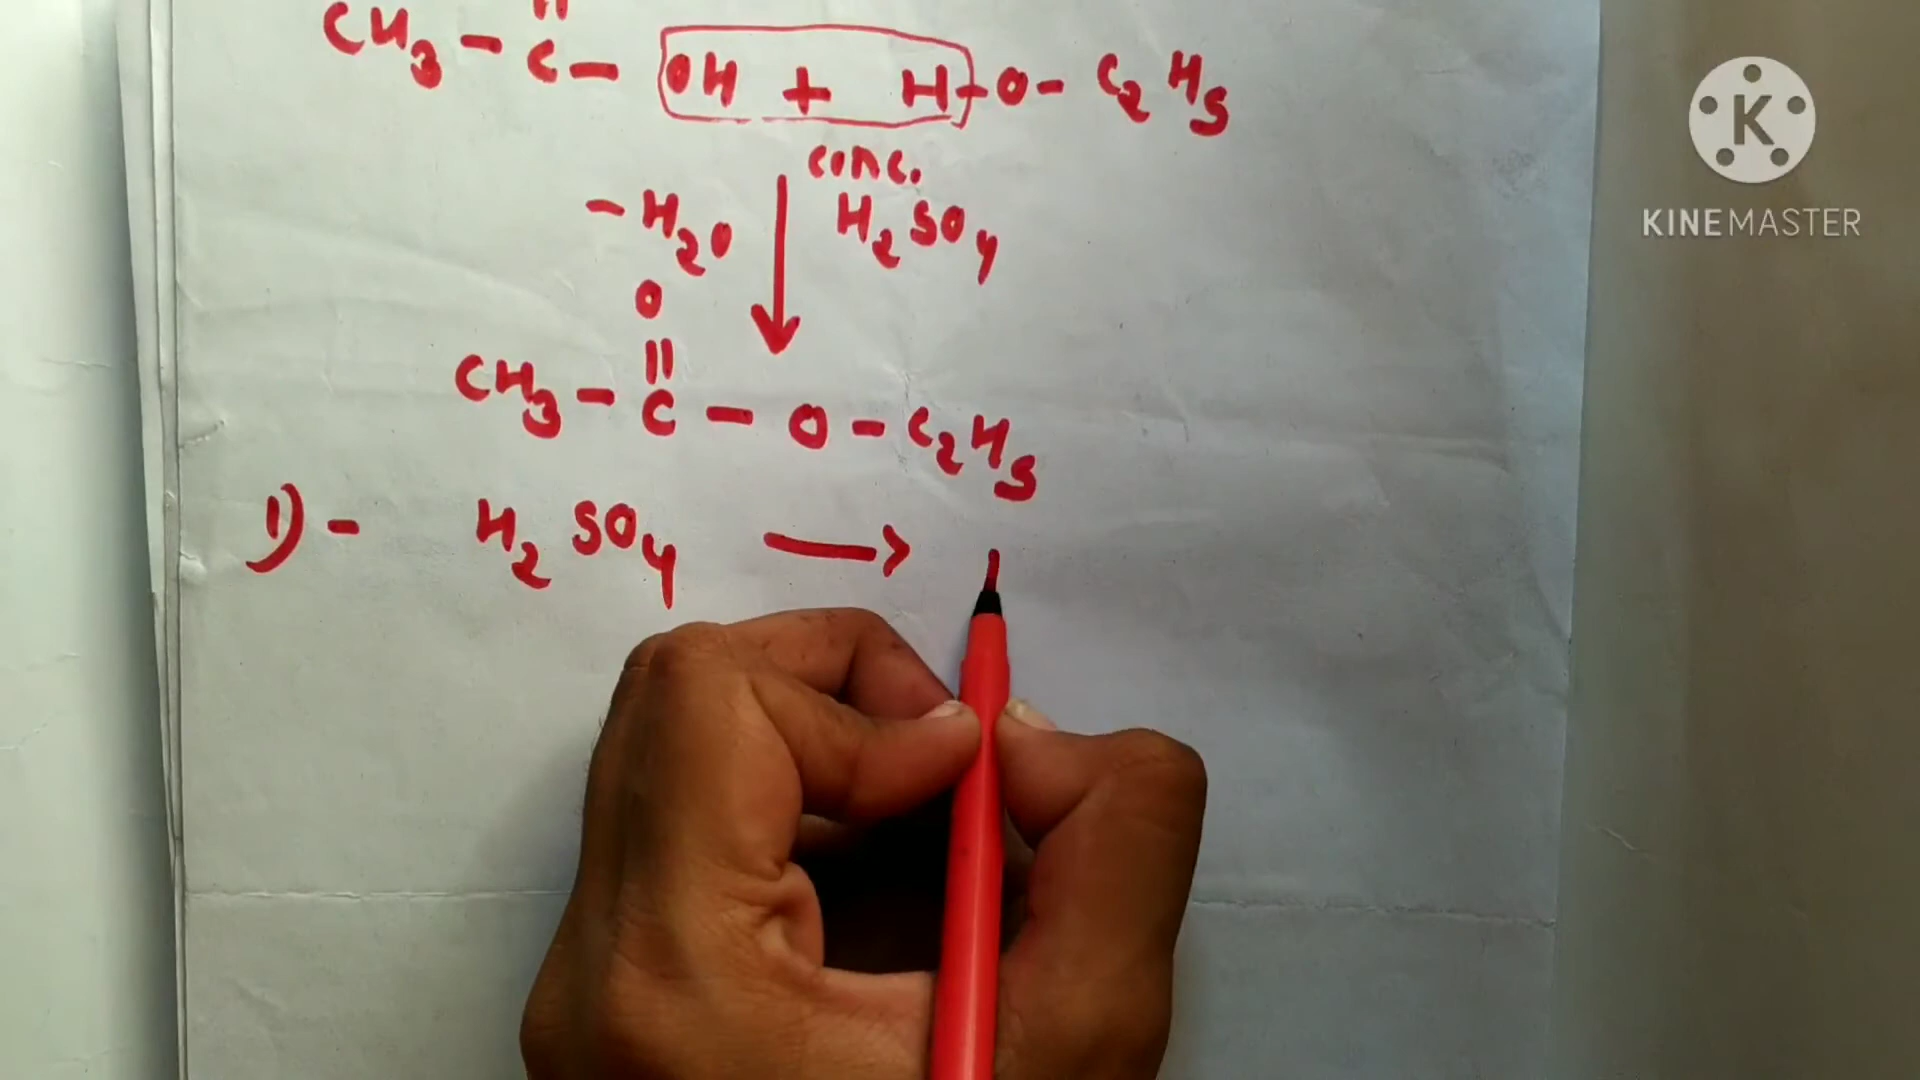 CH3 - C - OH + H - O - C2H5
K
conc.
- H2O H2SO4
KINEMASTER
O
||
CH3 - C - O - C2H5
1) - H2SO4 →